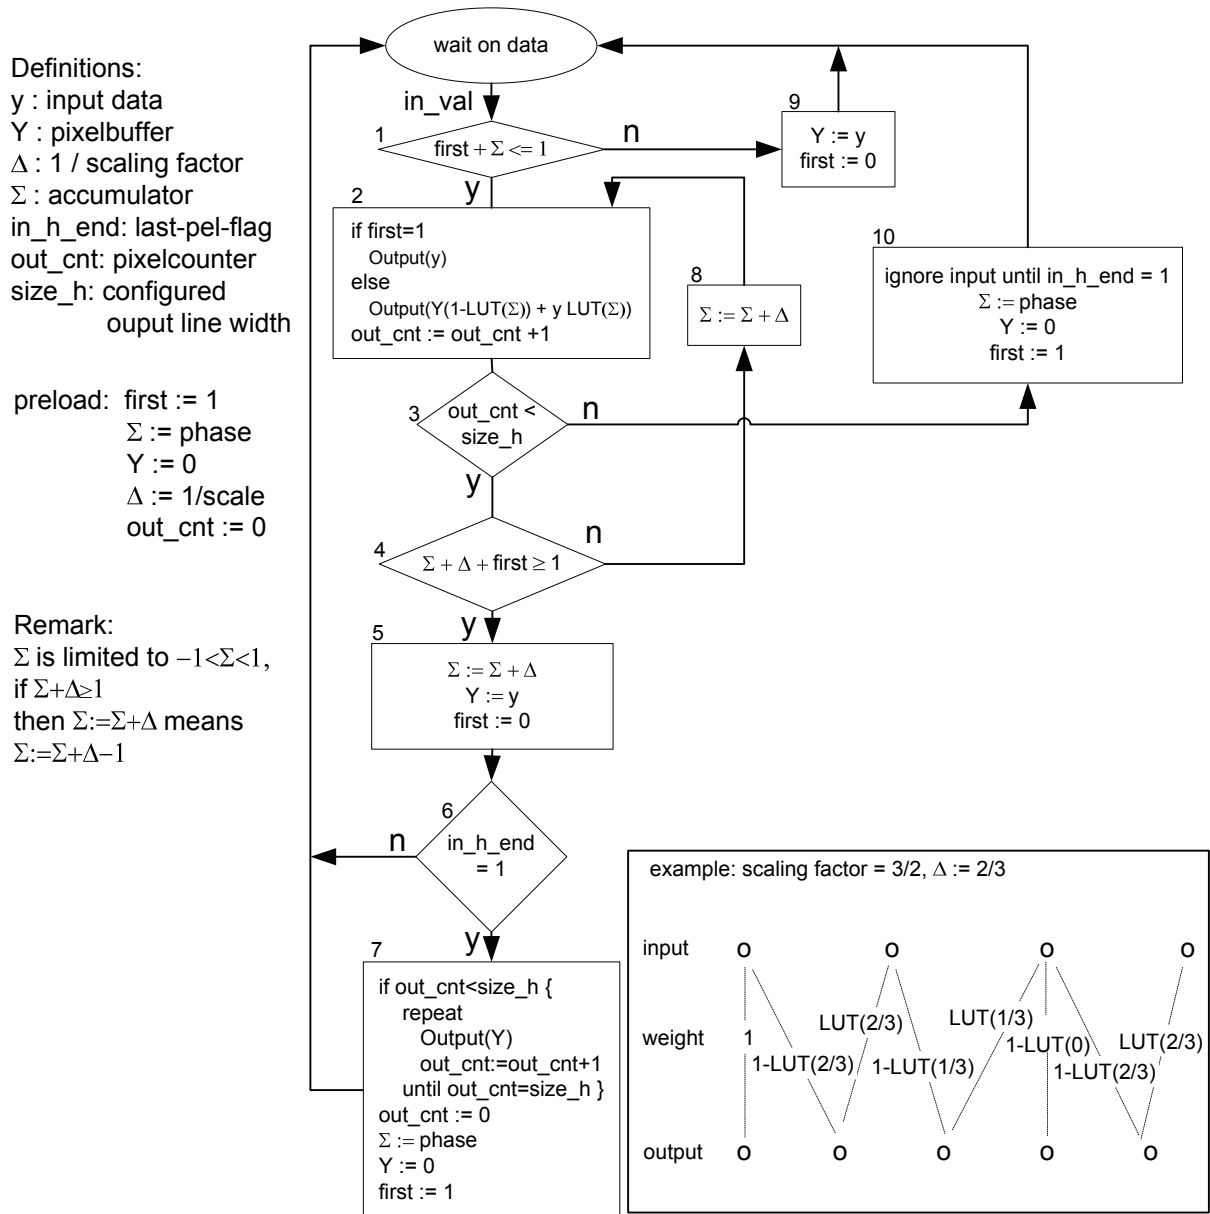 Definitions:
y : input data
Y : pixelbuffer
Δ : 1 / scaling factor
Σ : accumulator
in_h_end: last-pel-flag
out_cnt: pixelcounter
size_h: configured
ouput line width
preload: first := 1
Σ := phase
Y := 0
Δ := 1/scale
out_cnt := 0
Remark:
Σ is limited to −1<Σ<1,
if Σ+Δ≥1
then Σ:=Σ+Δ means
Σ:=Σ+Δ−1
wait on data
in_val
1
first + Σ <= 1
n
y
2
if first=1
Output(y)
else
Output(Y(1-LUT(Σ)) + y LUT(Σ))
out_cnt := out_cnt +1
3
out_cnt <
size_h
n
y
4
Σ + Δ + first ≥ 1
n
y
5
Σ := Σ + Δ
Y := y
first := 0
6
in_h_end
= 1
n
y
7
if out_cnt<size_h {
repeat
Output(Y)
out_cnt:=out_cnt+1
until out_cnt=size_h }
out_cnt := 0
Σ := phase
Y := 0
first := 1
8
Σ := Σ + Δ
9
Y := y
first := 0
10
ignore input until in_h_end = 1
Σ := phase
Y := 0
first := 1
example: scaling factor = 3/2, Δ := 2/3
input o o o o
weight 1 1-LUT(2/3) LUT(2/3) 1-LUT(1/3) LUT(1/3) 1-LUT(0) 1-LUT(2/3) LUT(2/3)
output o o o o o